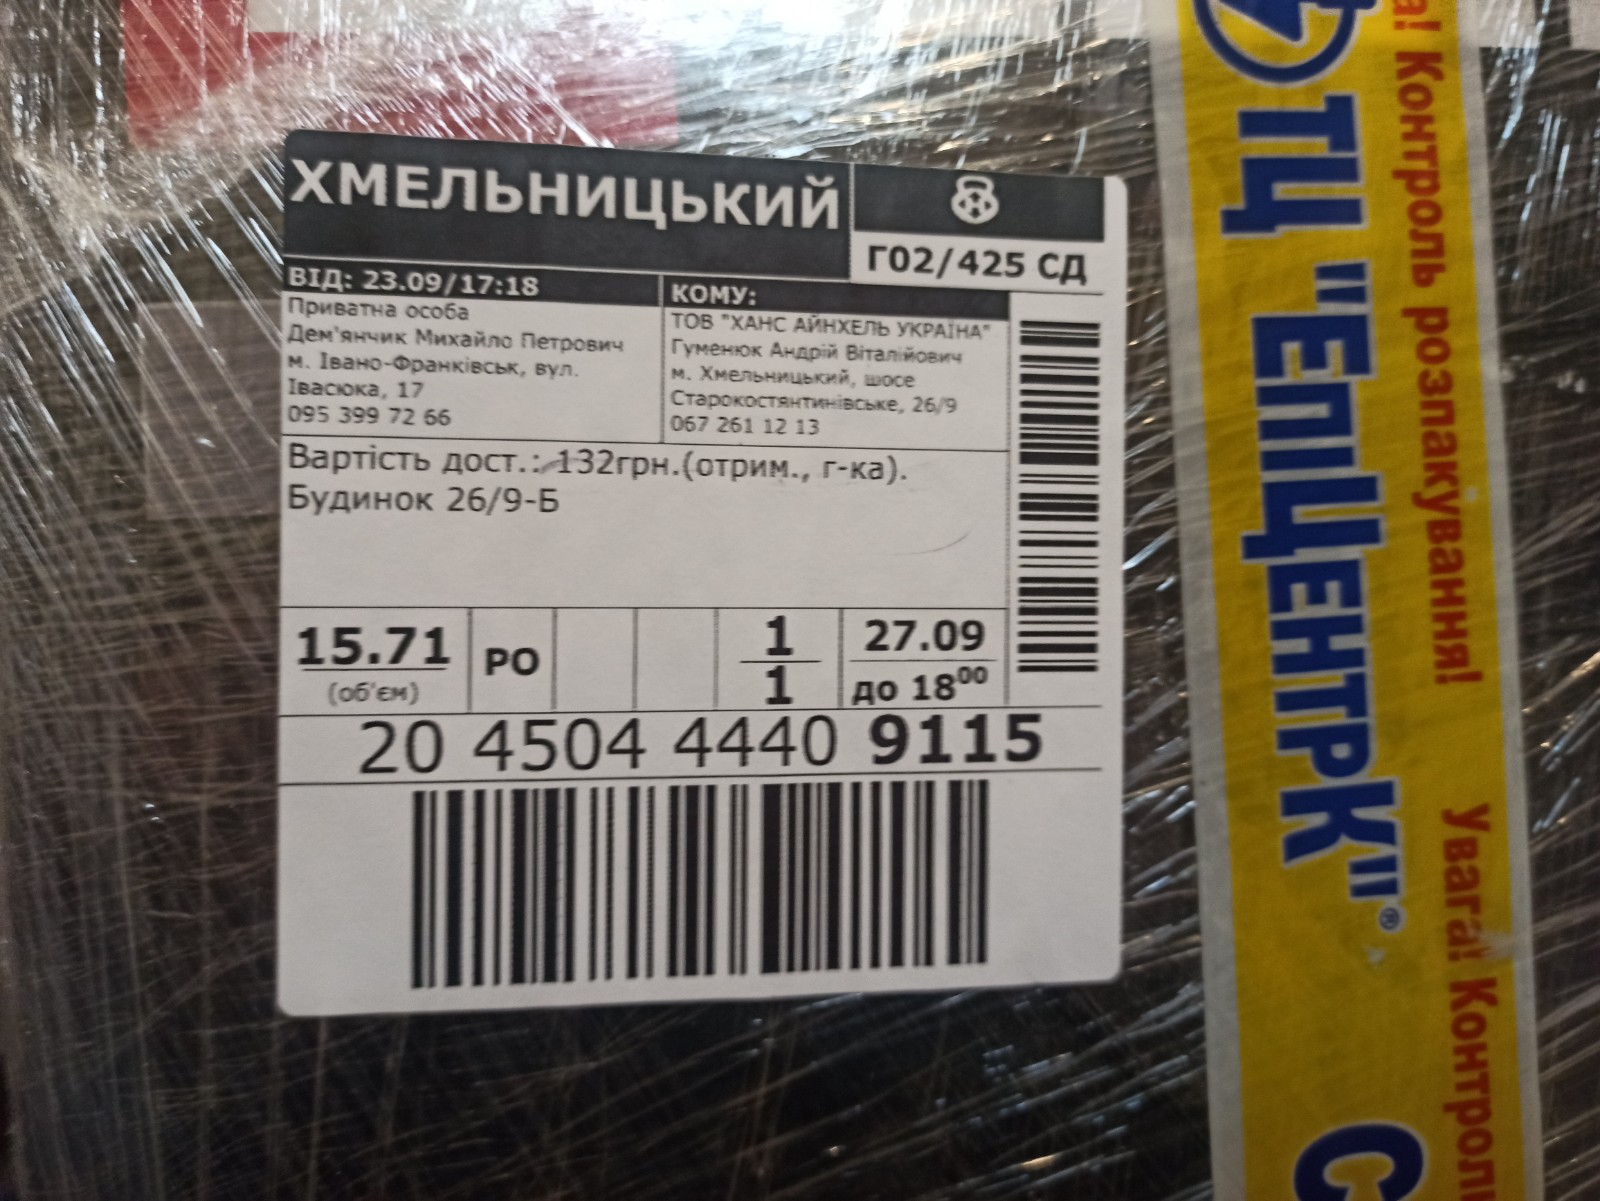 ХМЕЛЬНИЦЬКИЙ
Г02/425 СД
ВІД: 23.09/17:18
Приватна особа
Дем'янчик Михайло Петрович
м. Івано-Франківськ, вул.
Івасюка, 17
095 399 72 66
КОМУ:
ТОВ "ХАНС АЙНХЕЛЬ УКРАЇНА"
Гуменюк Андрій Віталійович
м. Хмельницький, шосе
Старокостянтинівське, 26/9
067 261 12 13
Вартість дост.: 132грн.(отрим., г-ка).
Будинок 26/9-Б
15.71
(об'єм)
РО
1
1
27.09
до 18⁰⁰
20 4504 4440 9115
ТЦ "ЕПІЦЕНТРК"®
С
а! Контроль розпакування!
Увага! Контроль